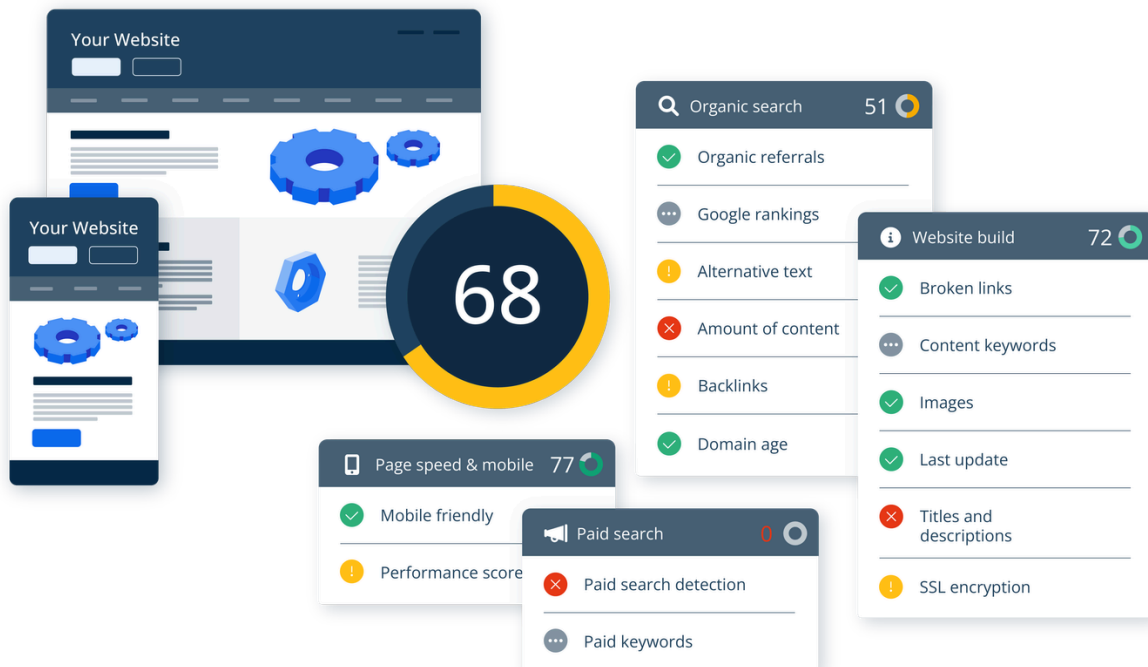 Your Website
Your Website
68
Organic search 51
Organic referrals
Google rankings
Alternative text
Amount of content
Backlinks
Domain age
Website build 72
Broken links
Content keywords
Images
Last update
Titles and
descriptions
SSL encryption
Page speed & mobile 77
Mobile friendly
Performance score
Paid search 0
Paid search detection
Paid keywords